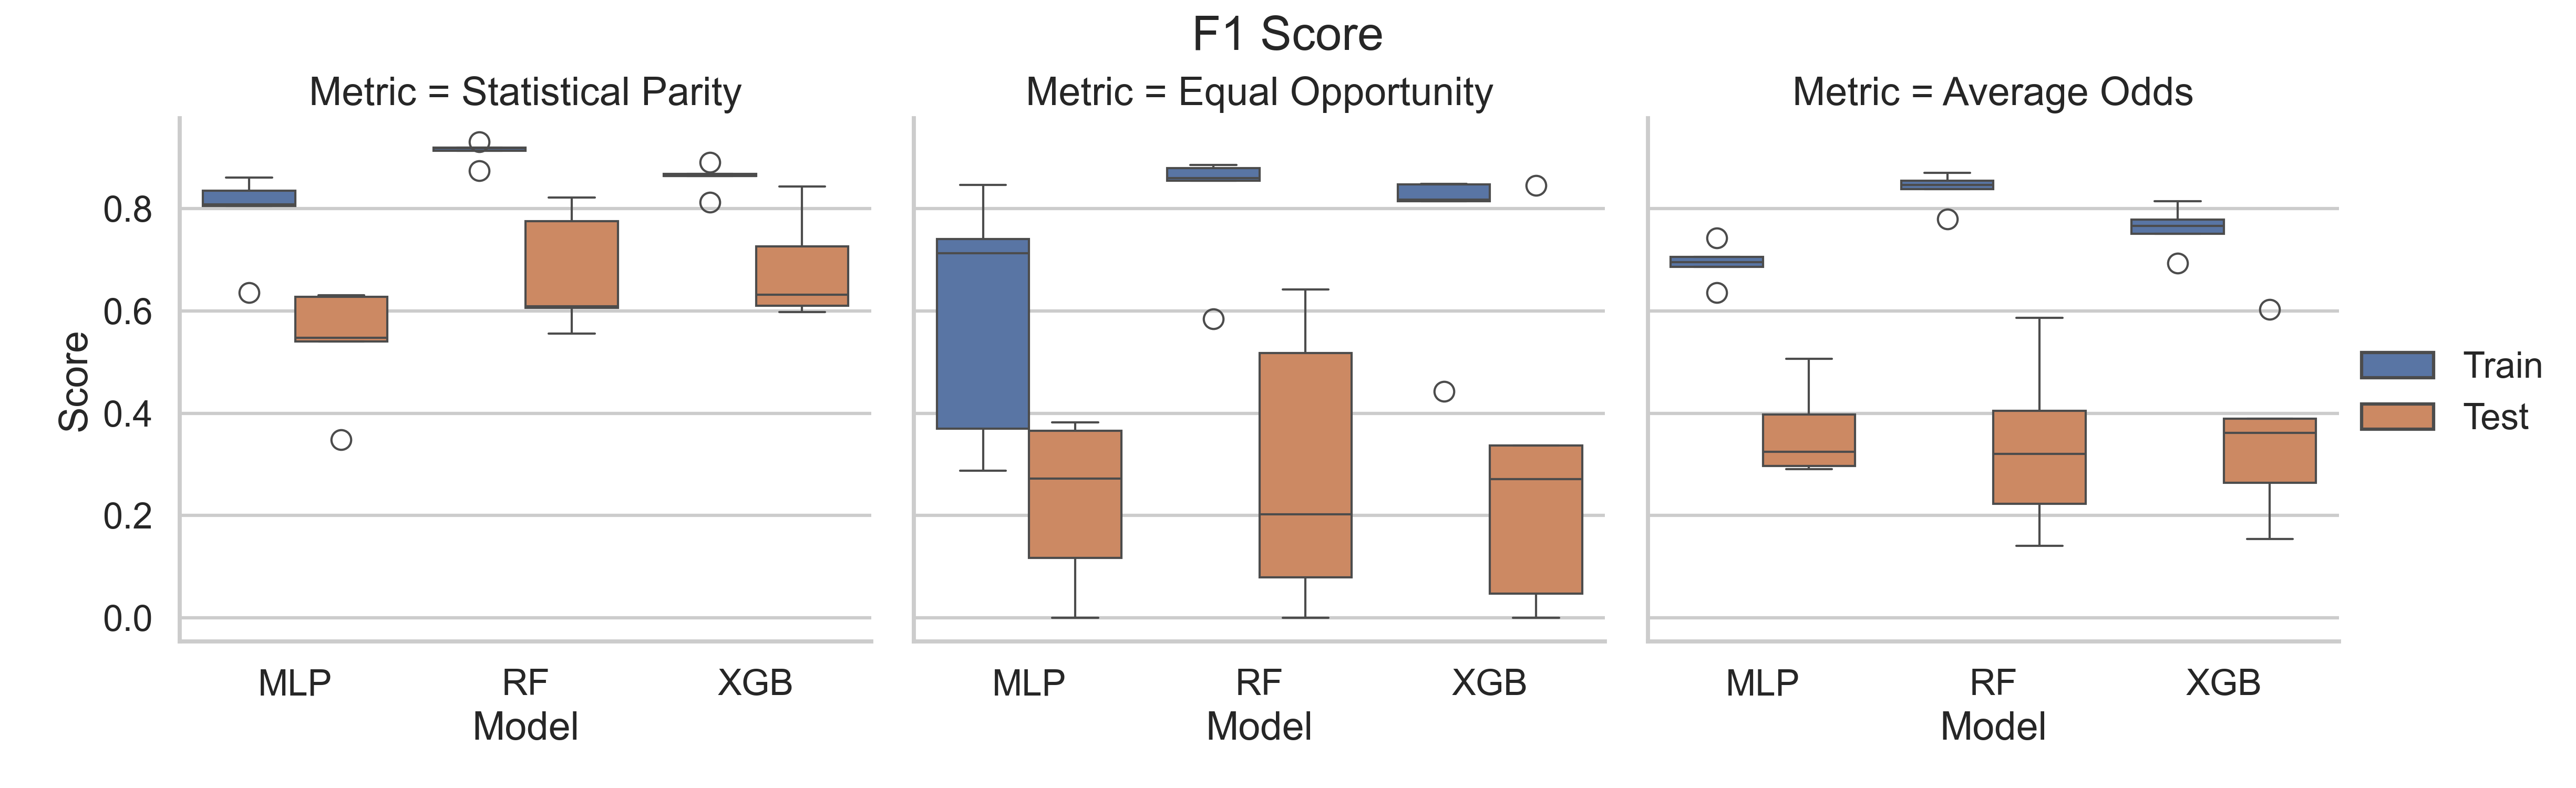 F1 Score
Metric = Statistical Parity
Metric = Equal Opportunity
Metric = Average Odds
Score
0.8
0.6
0.4
0.2
0.0
MLP
RF
XGB
Model
MLP
RF
XGB
Model
MLP
RF
XGB
Model
Train
Test